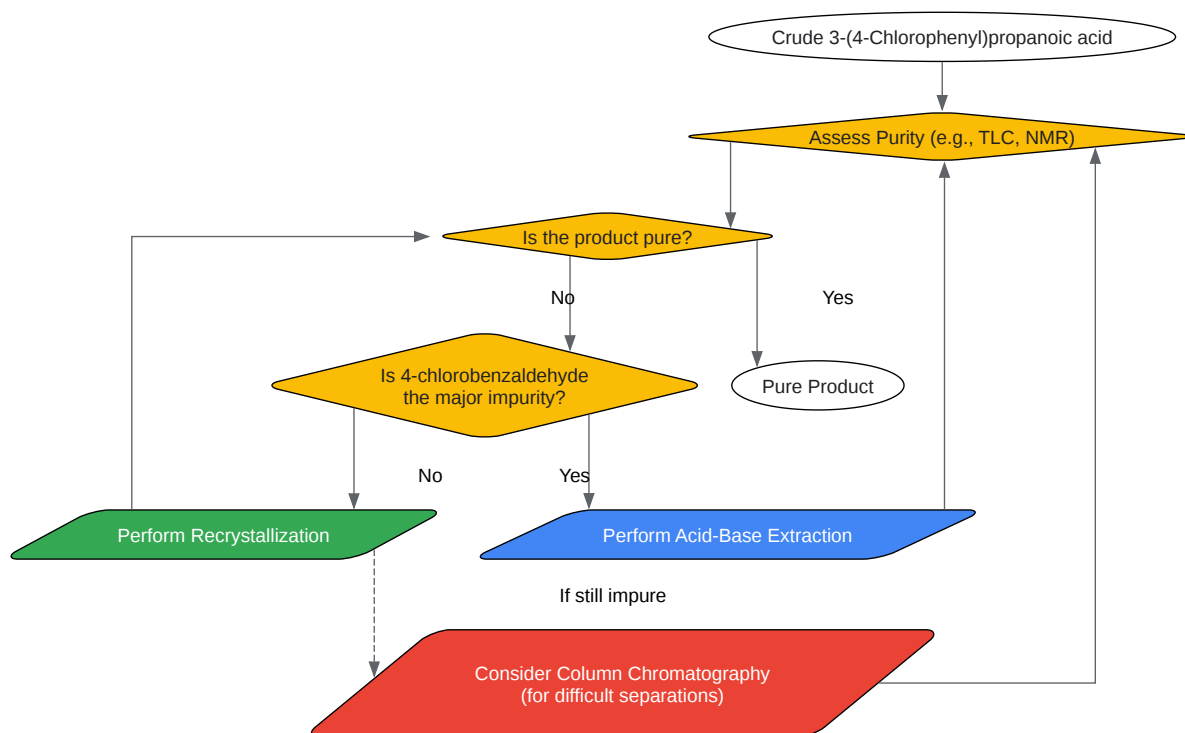 Crude 3-(4-Chlorophenyl)propanoic acid
Assess Purity (e.g., TLC, NMR)
Is the product pure?
No
Yes
Is 4-chlorobenzaldehyde
the major impurity?
Pure Product
No
Yes
Perform Recrystallization
Perform Acid-Base Extraction
If still impure
Consider Column Chromatography
(for difficult separations)